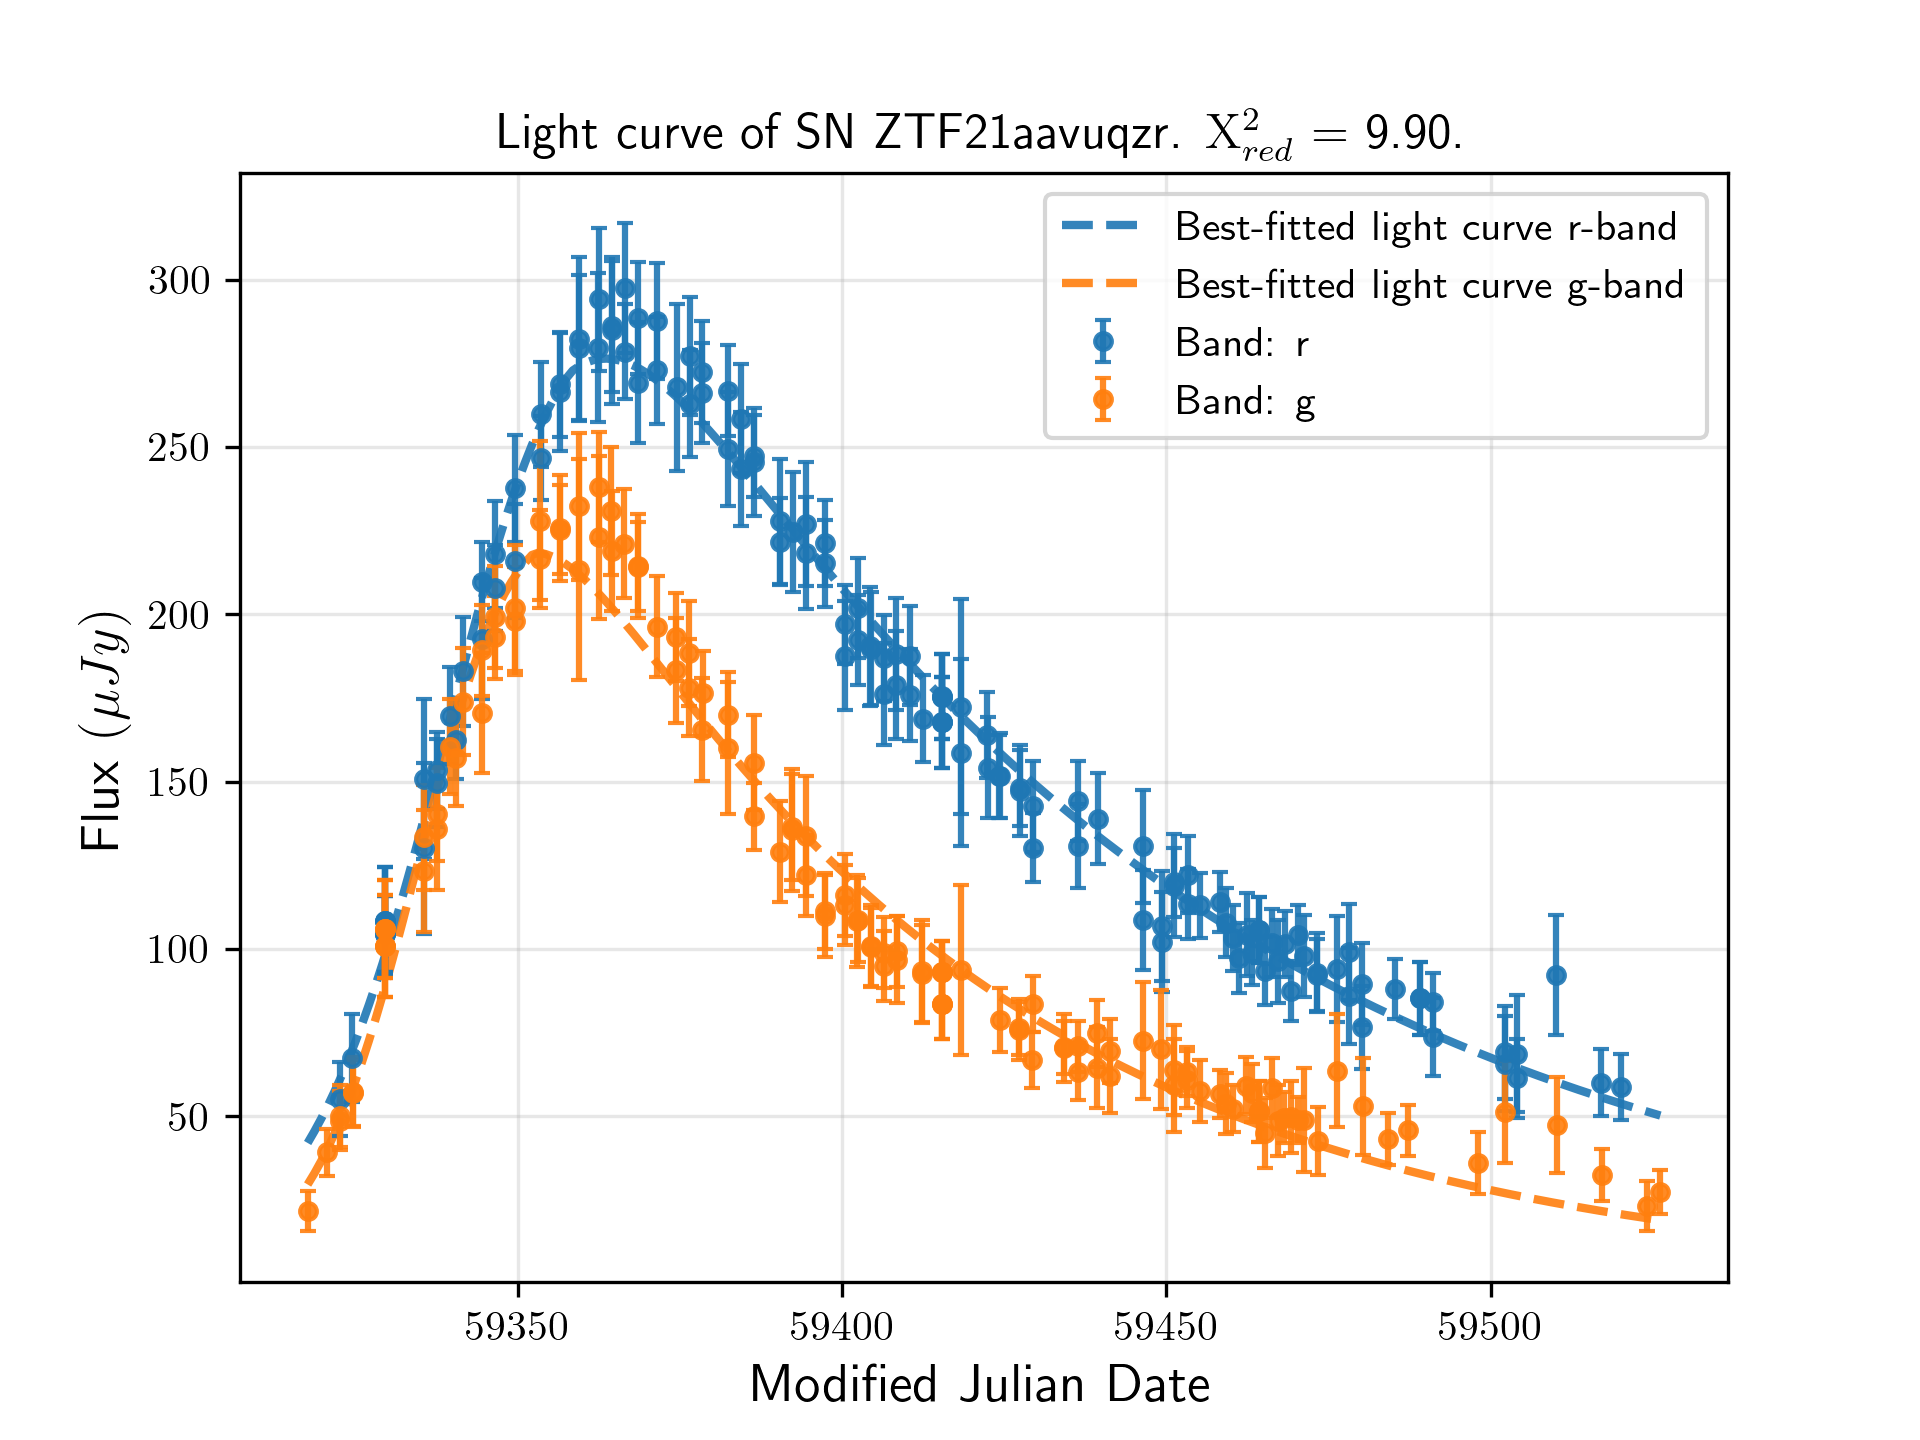 Light curve of SN ZTF21aavuqzr. X²_red = 9.90.
Best-fitted light curve r-band
Best-fitted light curve g-band
Band: r
Band: g
Flux (μJy)
300
250
200
150
100
50
59350 59400 59450 59500
Modified Julian Date